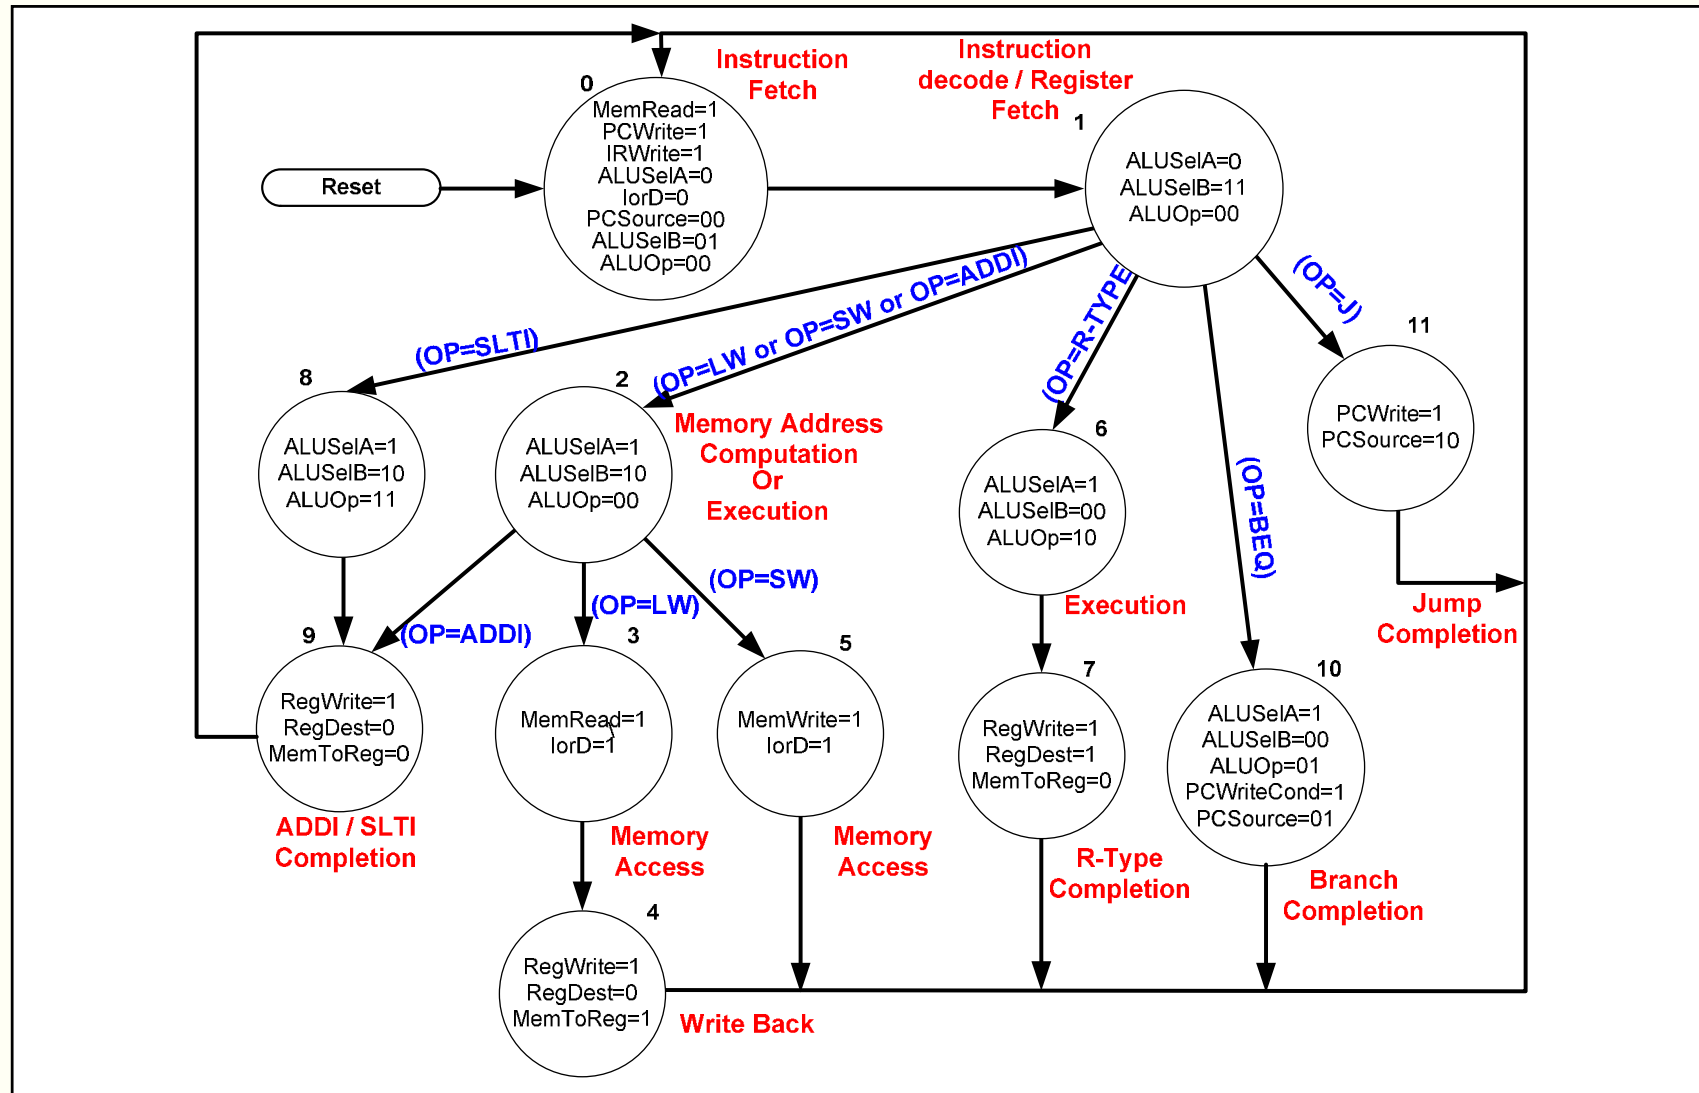 Instruction
Fetch
Instruction
decode / Register
Fetch
0
MemRead=1
PCWrite=1
IRWrite=1
ALUSelA=0
IorD=0
PCSource=00
ALUSelB=01
ALUOp=00
1
ALUSelA=0
ALUSelB=11
ALUOp=00
Reset
(OP=SLTI)
(OP=LW or OP=SW or OP=ADDI)
(OP=R-TYPE
(OP=BEQ)
(OP=J)
8
ALUSelA=1
ALUSelB=10
ALUOp=11
2
ALUSelA=1
ALUSelB=10
ALUOp=00
Memory Address
Computation
Or
Execution
6
ALUSelA=1
ALUSelB=00
ALUOp=10
Execution
11
PCWrite=1
PCSource=10
Jump
Completion
(OP=ADDI)
(OP=LW)
(OP=SW)
9
RegWrite=1
RegDest=0
MemToReg=0
ADDI / SLTI
Completion
3
MemRead=1
IorD=1
Memory
Access
5
MemWrite=1
IorD=1
Memory
Access
7
RegWrite=1
RegDest=1
MemToReg=0
R-Type
Completion
10
ALUSelA=1
ALUSelB=00
ALUOp=01
PCWriteCond=1
PCSource=01
Branch
Completion
4
RegWrite=1
RegDest=0
MemToReg=1
Write Back